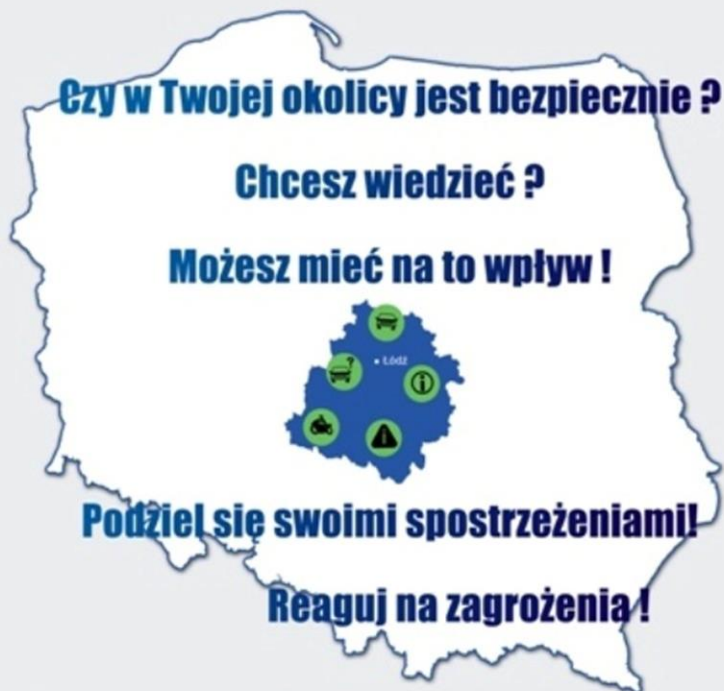 Czy w Twojej okolicy jest bezpiecznie ?
Chcesz wiedzieć ?
Możesz mieć na to wpływ !
Łódź
Podziel się swoimi spostrzeżeniami!
Reaguj na zagrożenia !